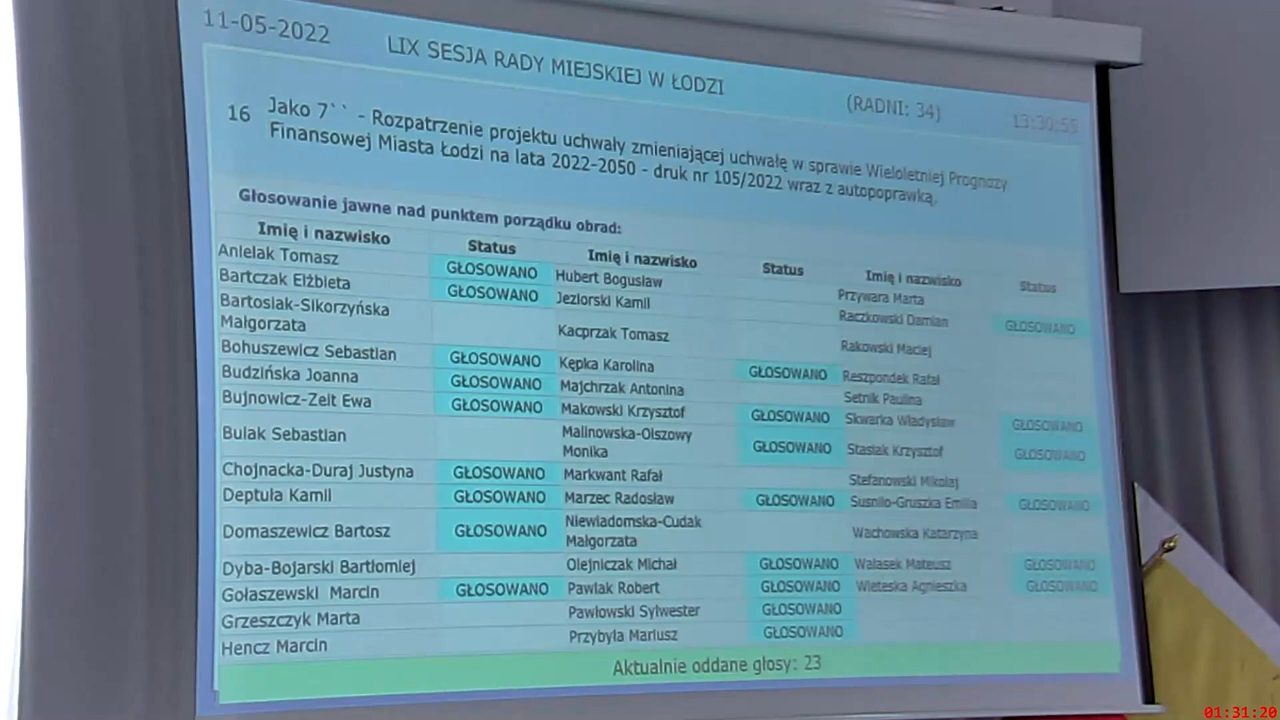 11-05-2022 LIX SESJA RADY MIEJSKIEJ W ŁODZI (RADNI: 34) 13:30:55
16 Jako 7`` - Rozpatrzenie projektu uchwały zmieniającej uchwałę w sprawie Wieloletniej Prognozy
Finansowej Miasta Łodzi na lata 2022-2050 - druk nr 105/2022 wraz z autopoprawką.
Głosowanie jawne nad punktem porządku obrad:
Imię i nazwisko Status Imię i nazwisko Status Imię i nazwisko Status
Anielak Tomasz GŁOSOWANO Hubert Bogusław Przywara Marta
Bartczak Elżbieta GŁOSOWANO Jeziorski Kamil Raczkowski Damian GŁOSOWANO
Bartosiak-Sikorzyńska
Małgorzata Kacprzak Tomasz Rakowski Maciej
Bohuszewicz Sebastian GŁOSOWANO Kępka Karolina GŁOSOWANO Reszpondek Rafał
Budzińska Joanna GŁOSOWANO Majchrzak Antonina Setnik Paulina
Bujnowicz-Zelt Ewa GŁOSOWANO Makowski Krzysztof GŁOSOWANO Skwarka Władysław GŁOSOWANO
Bulak Sebastian Malinowska-Olszowy
Monika GŁOSOWANO Stasiak Krzysztof GŁOSOWANO
Chojnacka-Duraj Justyna GŁOSOWANO Markwant Rafał Stefanowski Mikołaj
Deptuła Kamil GŁOSOWANO Marzec Radosław GŁOSOWANO Susniło-Gruszka Emilia GŁOSOWANO
Domaszewicz Bartosz GŁOSOWANO Niewiadomska-Cudak
Małgorzata Wachowska Katarzyna
Dyba-Bojarski Bartłomiej Olejniczak Michał GŁOSOWANO Walasek Mateusz GŁOSOWANO
Gołaszewski Marcin GŁOSOWANO Pawlak Robert GŁOSOWANO Wieteska Agnieszka GŁOSOWANO
Grzeszczyk Marta Pawłowski Sylwester GŁOSOWANO
Hencz Marcin Przybyła Mariusz GŁOSOWANO
Aktualnie oddane głosy: 23
01:31:20